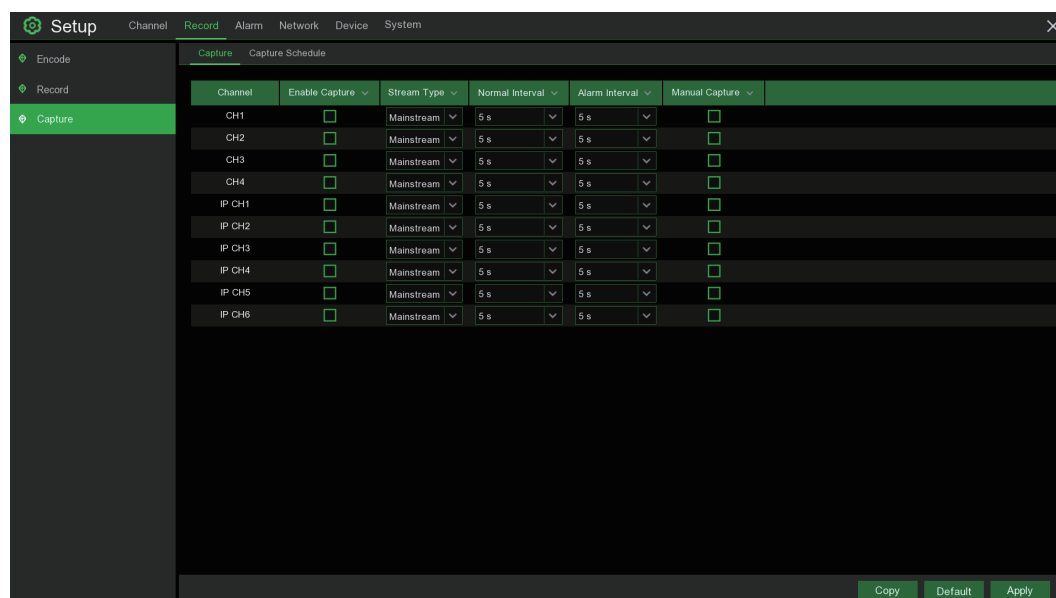 Setup Channel Record Alarm Network Device System
Encode
Record
Capture
Capture Capture Schedule
Channel Enable Capture Stream Type Normal Interval Alarm Interval Manual Capture
CH1 Mainstream 5 s 5 s
CH2 Mainstream 5 s 5 s
CH3 Mainstream 5 s 5 s
CH4 Mainstream 5 s 5 s
IP CH1 Mainstream 5 s 5 s
IP CH2 Mainstream 5 s 5 s
IP CH3 Mainstream 5 s 5 s
IP CH4 Mainstream 5 s 5 s
IP CH5 Mainstream 5 s 5 s
IP CH6 Mainstream 5 s 5 s
Copy Default Apply